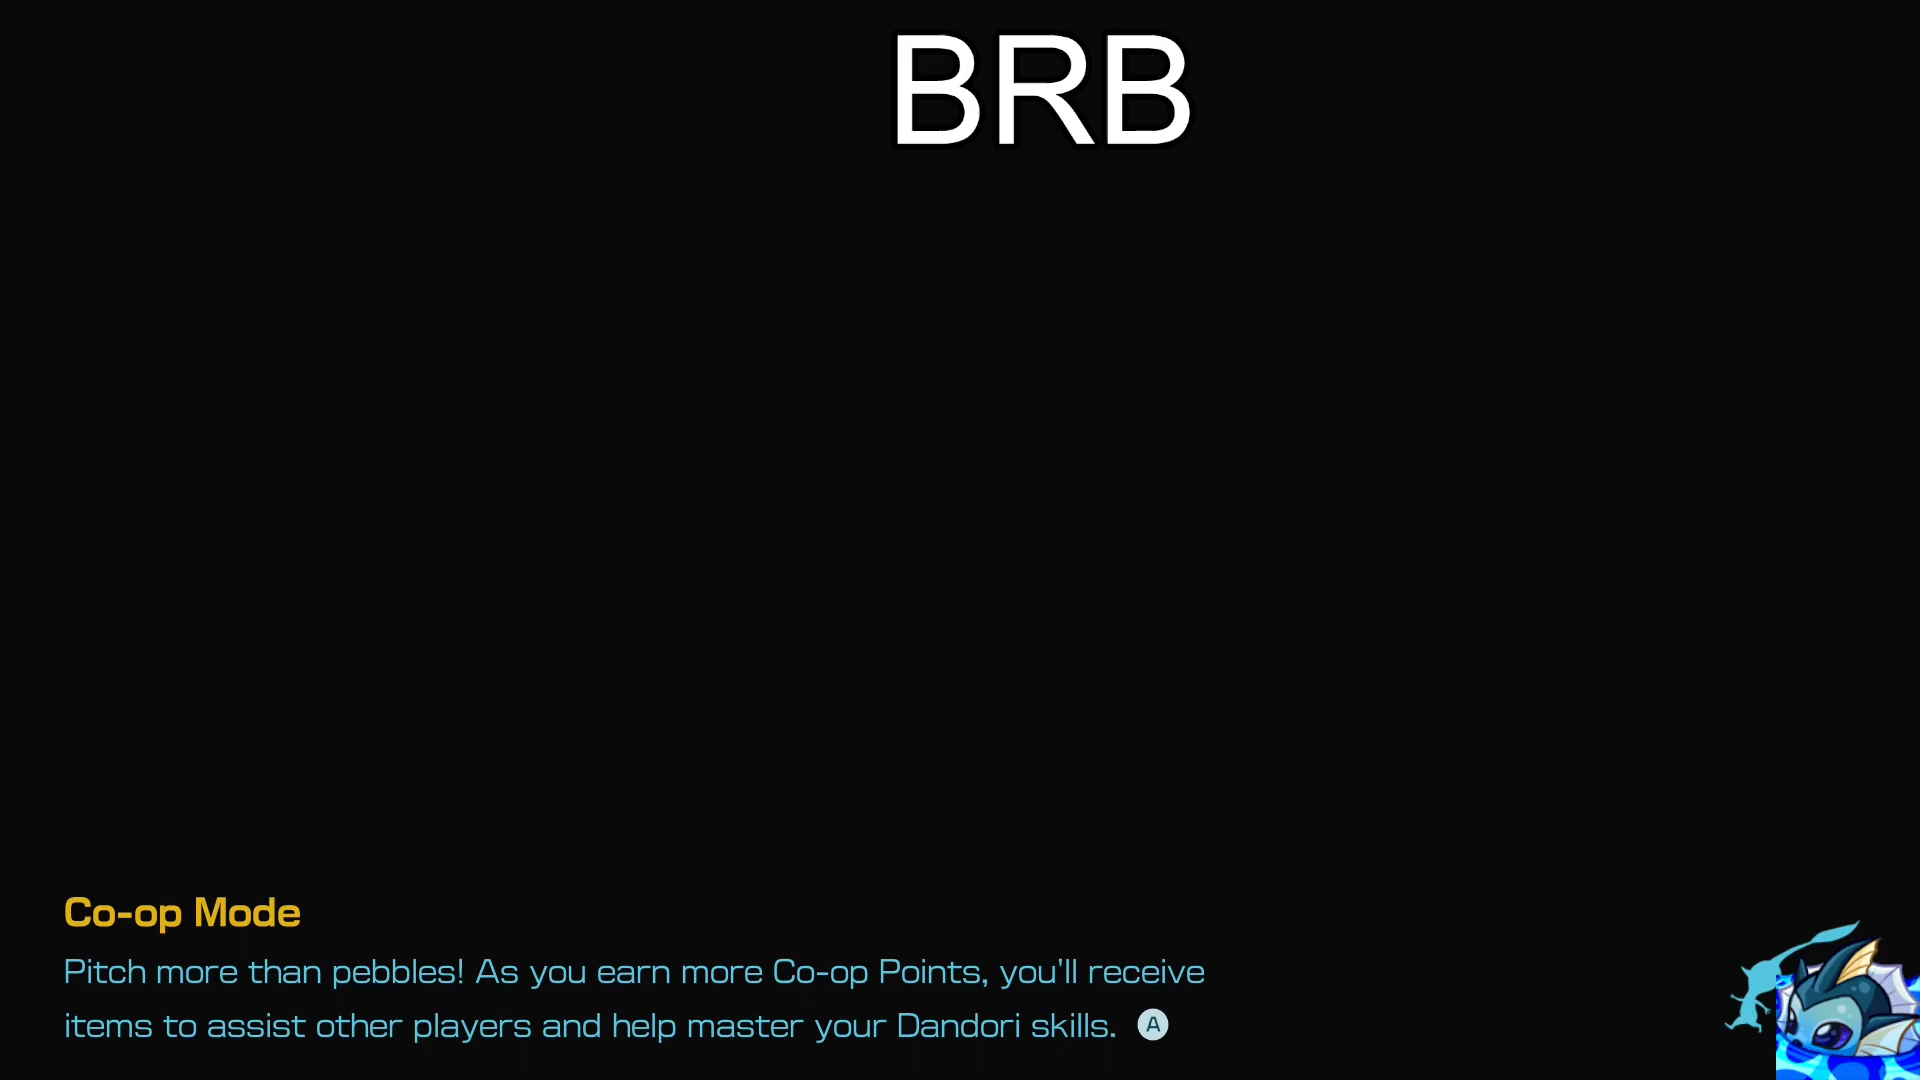 BRB
Co-op Mode
Pitch more than pebbles! As you earn more Co-op Points, you'll receive
items to assist other players and help master your Dandori skills. A